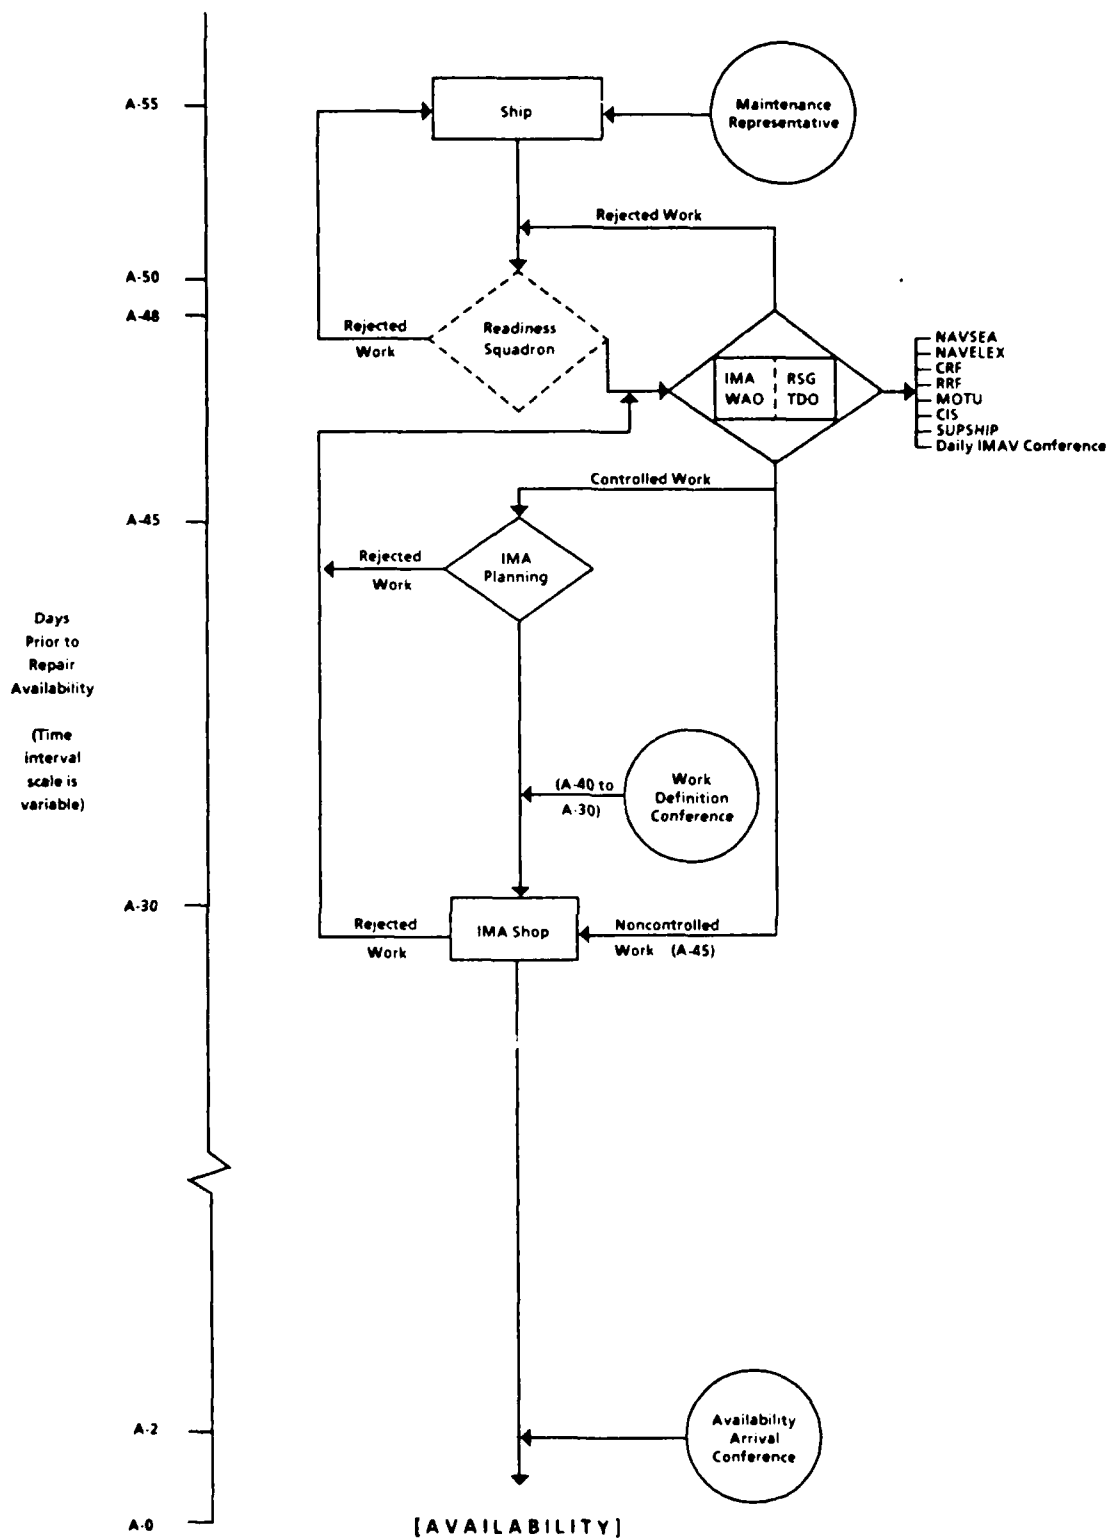 A-55
Ship
Maintenance
Representative
Rejected Work
A-50
A-48
Rejected
Work
Readiness
Squadron
IMA
WAO
RSG
TDO
NAVSEA
NAVELEX
CRF
RRF
MOTU
CIS
SUPSHIP
Daily IMAV Conference
Controlled Work
A-45
Rejected
Work
IMA
Planning
Days
Prior to
Repair
Availability
(Time
interval
scale is
variable)
(A-40 to
A-30)
Work
Definition
Conference
A-30
Rejected
Work
IMA Shop
Noncontrolled
Work (A-45)
A-2
Availability
Arrival
Conference
A-0
[AVAILABILITY]